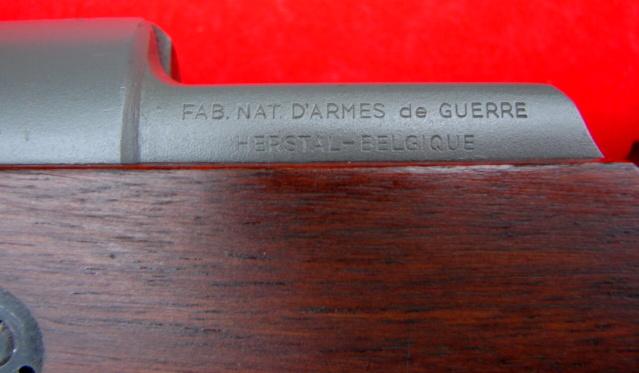 FAB. NAT. D'ARMES de GUERRE
HERSTAL-BELGIQUE